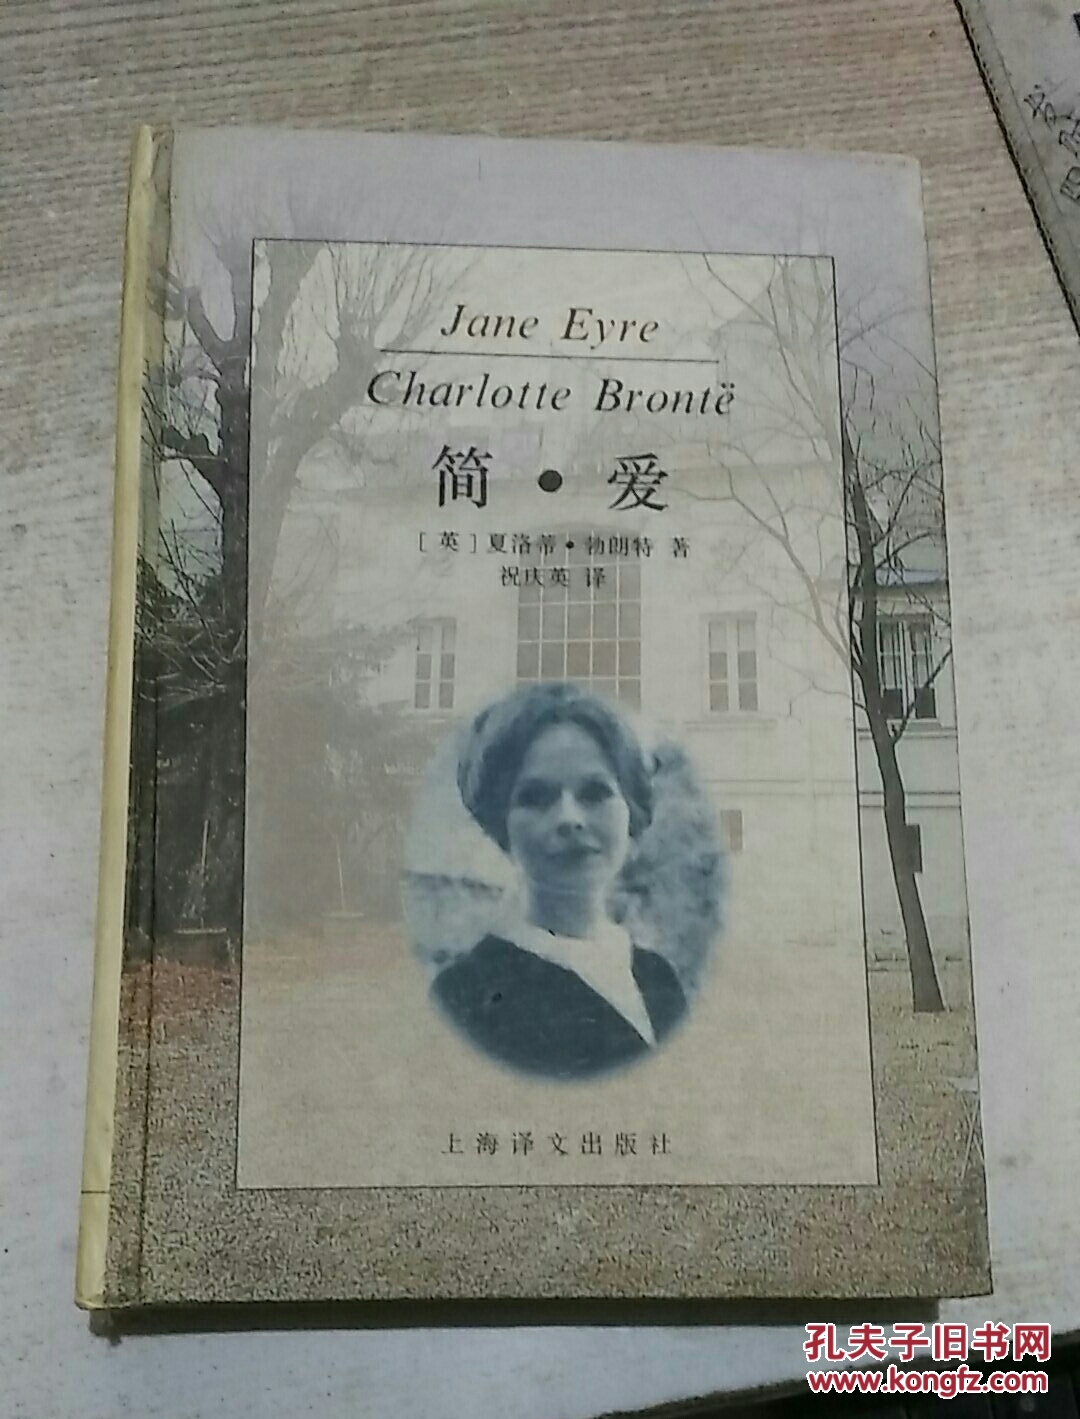 Jane Eyre
Charlotte Brontë
简·爱
[英]夏洛蒂·勃朗特 著
祝庆英 译
上海译文出版社
孔夫子旧书网
www.kongfz.com